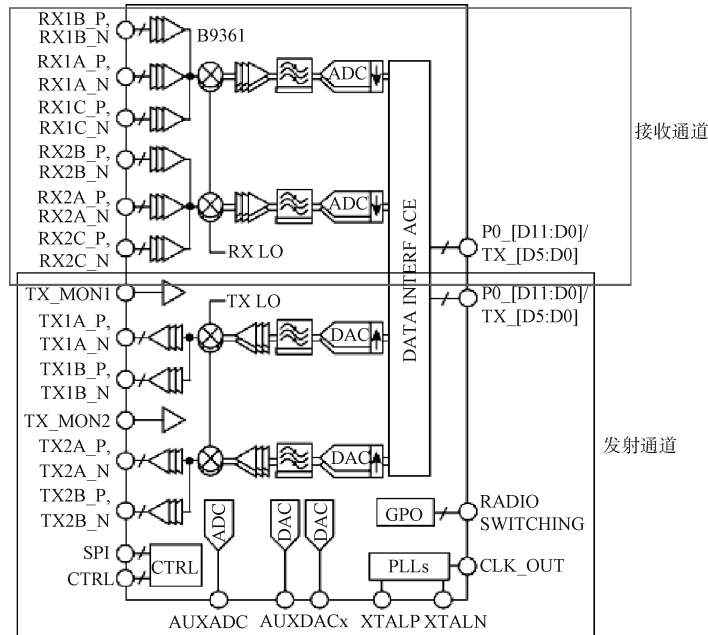 RX1B_P,
RX1B_N
B9361
RX1A_P,
RX1A_N
ADC
RX1C_P,
RX1C_N
接收通道
RX2B_P,
RX2B_N
RX2A_P,
RX2A_N
ADC
RX2C_P,
RX2C_N
RX LO
P0_[D11:D0]/
TX_[D5:D0]
DATA INTERF ACE
TX_MON1
TX LO
P0_[D11:D0]/
TX_[D5:D0]
TX1A_P,
TX1A_N
DAC
TX1B_P,
TX1B_N
TX_MON2
发射通道
TX2A_P,
TX2A_N
DAC
TX2B_P,
TX2B_N
ADC
DAC
DAC
GPO
RADIO
SWITCHING
SPI
CTRL
CTRL
PLLs
CLK_OUT
AUXADC
AUXDACx
XTALP
XTALN